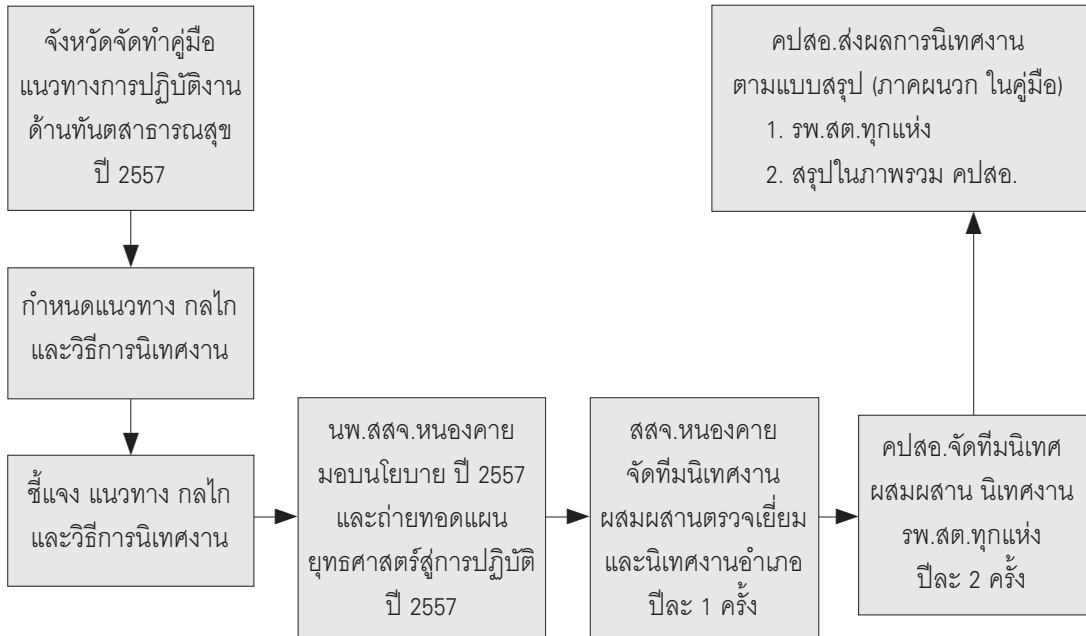 จังหวัดจัดทำคู่มือ
แนวทางการปฏิบัติงาน
ด้านทันตสาธารณสุข
ปี 2557
กำหนดแนวทาง กลไก
และวิธีการนิเทศงาน
ชี้แจง แนวทาง กลไก
และวิธีการนิเทศงาน
นพ.สสจ.หนองคาย
มอบนโยบาย ปี 2557
และถ่ายทอดแผน
ยุทธศาสตร์สู่การปฏิบัติ
ปี 2557
สสจ.หนองคาย
จัดทีมนิเทศงาน
ผสมผสานตรวจเยี่ยม
และนิเทศงานอำเภอ
ปีละ 1 ครั้ง
คปสอ.จัดทีมนิเทศ
ผสมผสาน นิเทศงาน
รพ.สต.ทุกแห่ง
ปีละ 2 ครั้ง
คปสอ.ส่งผลการนิเทศงาน
ตามแบบสรุป (ภาคผนวก ในคู่มือ)
1. รพ.สต.ทุกแห่ง
2. สรุปในภาพรวม คปสอ.